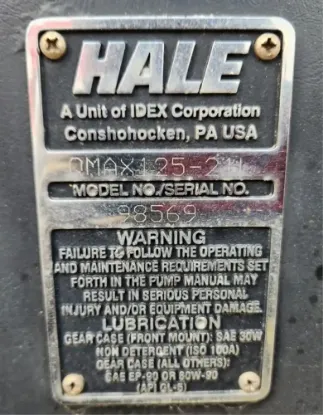 HALE
A Unit of IDEX Corporation
Conshohocken, PA USA
QMAX125-21L
MODEL NO./SERIAL NO.
98569
WARNING
FAILURE TO FOLLOW THE OPERATING
AND MAINTENANCE REQUIREMENTS SET
FORTH IN THE PUMP MANUAL MAY
RESULT IN SERIOUS PERSONAL
INJURY AND/OR EQUIPMENT DAMAGE.
LUBRICATION
GEAR CASE (FRONT MOUNT): SAE 30W
NON DETERGENT (ISO 100A)
GEAR CASE (ALL OTHERS):
SAE EP-90 OR 80W-90
(API GL-5)